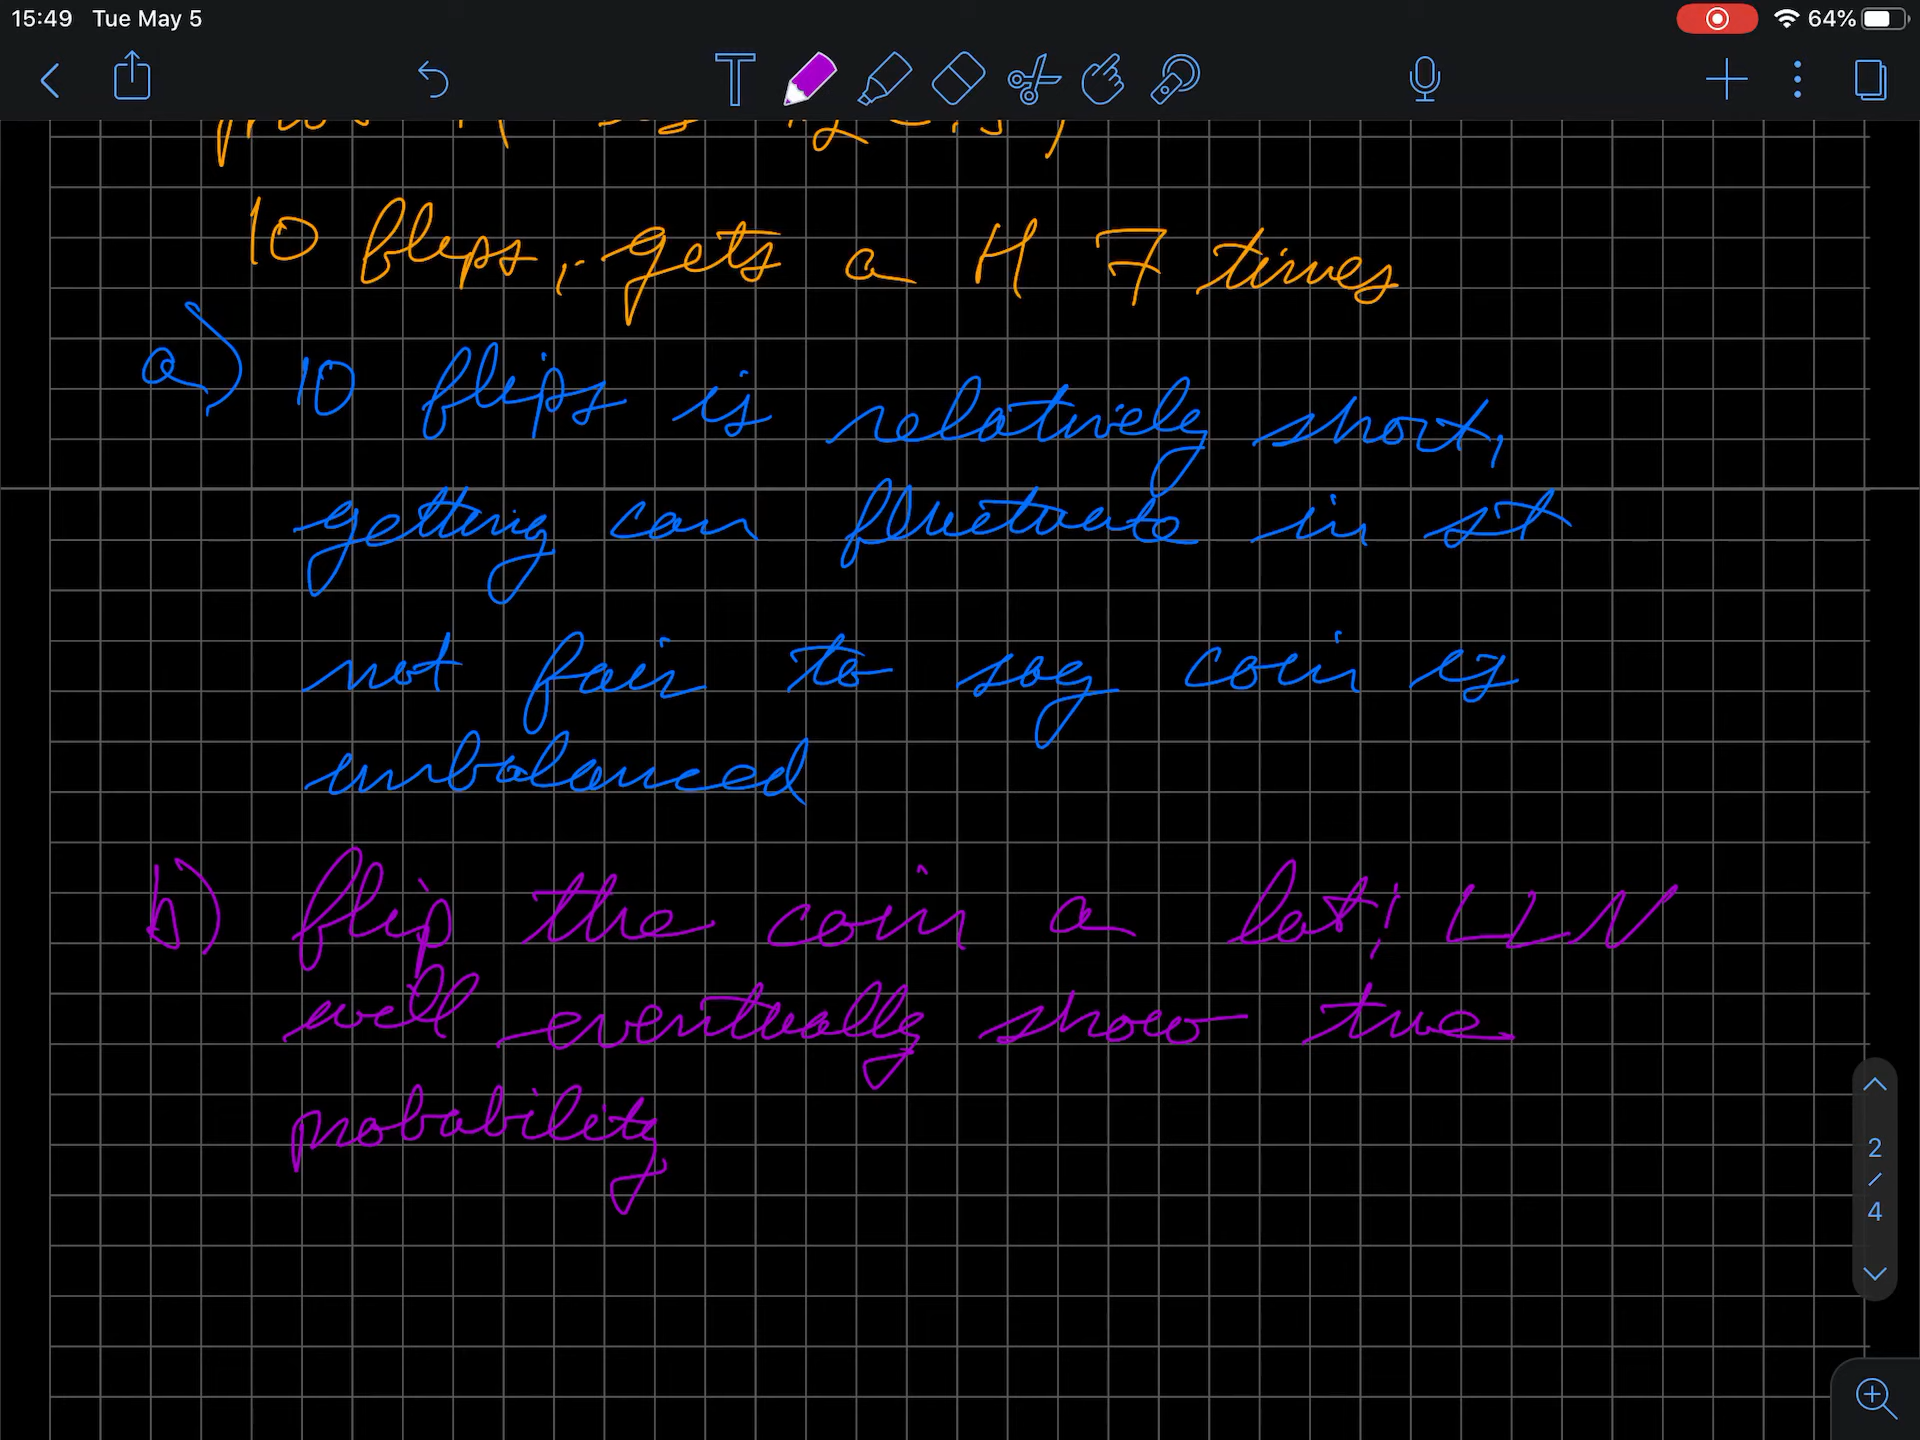 15:49 Tue May 5
64%
T
10 flips, gets a H 7 times
a) 10 flips is relatively short,
getting can fluctuate in st
not fair to say coin is
unbalanced
b) flip the coin a lot; LLN
will eventually show true
probability
2
/
4